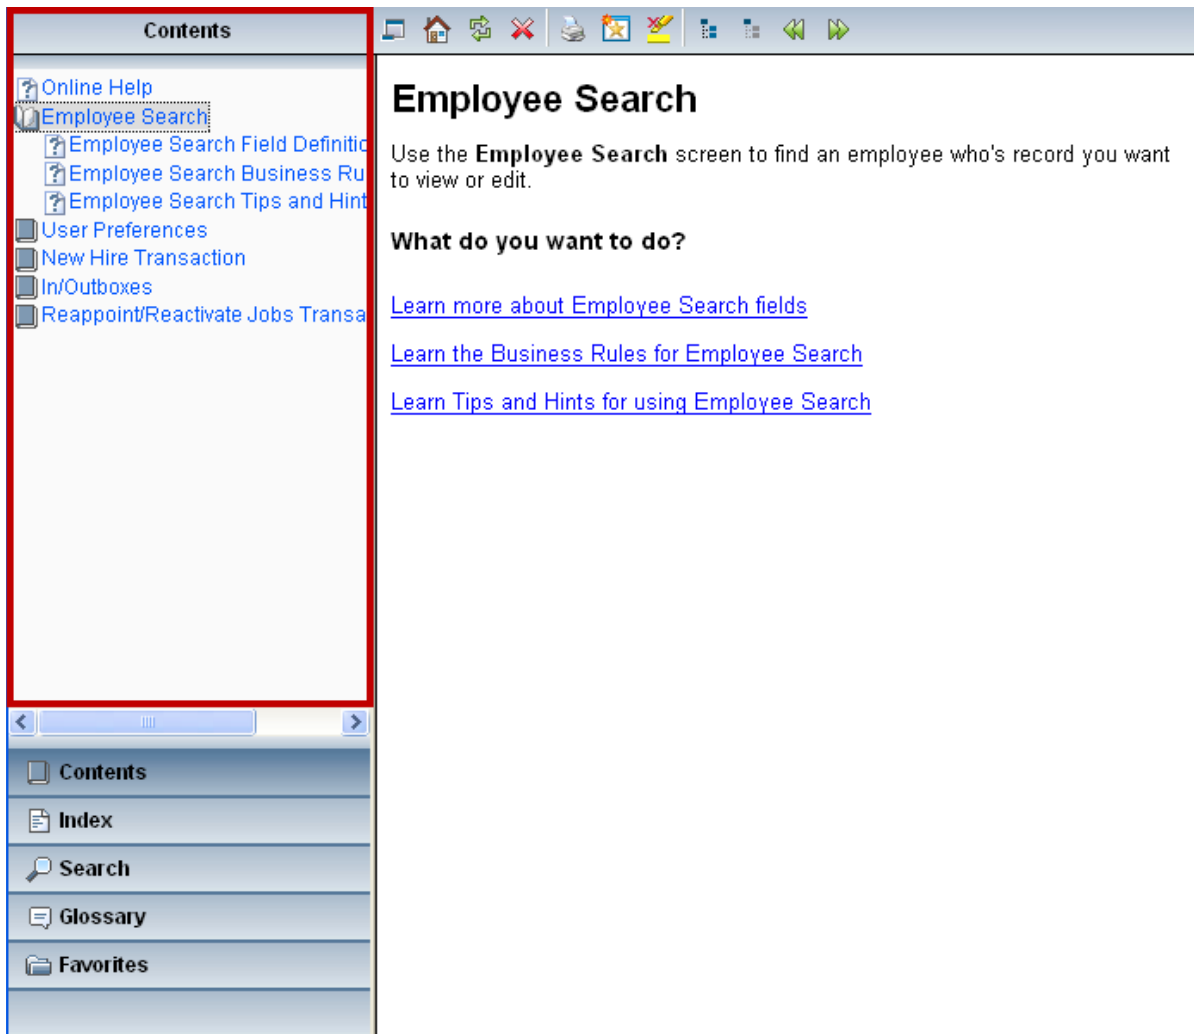 Contents
Online Help
Employee Search
Employee Search Field Definitic
Employee Search Business Ru
Employee Search Tips and Hint
User Preferences
New Hire Transaction
In/Outboxes
Reappoint/Reactivate Jobs Transa
Contents
Index
Search
Glossary
Favorites
Employee Search
Use the Employee Search screen to find an employee who's record you want
to view or edit.
What do you want to do?
Learn more about Employee Search fields
Learn the Business Rules for Employee Search
Learn Tips and Hints for using Employee Search